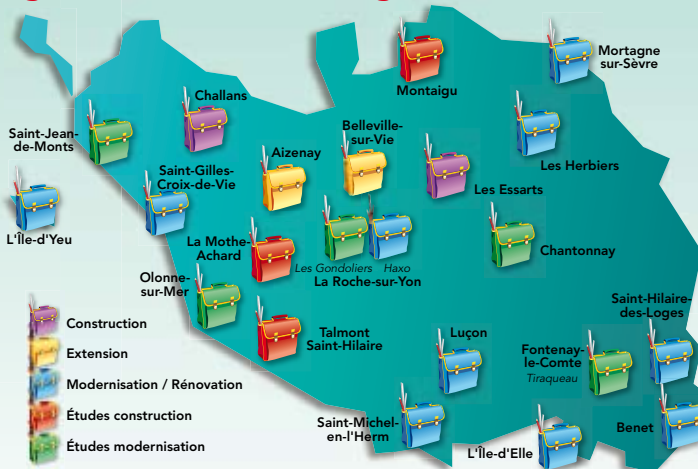 Mortagne
sur-Sèvre
Montaigu
Challans
Belleville-
sur-Vie
Saint-Jean-
de-Monts
Aizenay
Les Herbiers
Saint-Gilles-
Croix-de-Vie
Les Essarts
L'Île-d'Yeu
La Mothe-
Achard
Les Gondoliers
Haxo
La Roche-sur-Yon
Chantonnay
Olonne-
sur-Mer
Saint-Hilaire-
des-Loges
Talmont
Saint-Hilaire
Luçon
Fontenay-
le-Comte
Tiraqueau
Saint-Michel-
en-l'Herm
Benet
L'Île-d'Elle
Construction
Extension
Modernisation / Rénovation
Études construction
Études modernisation